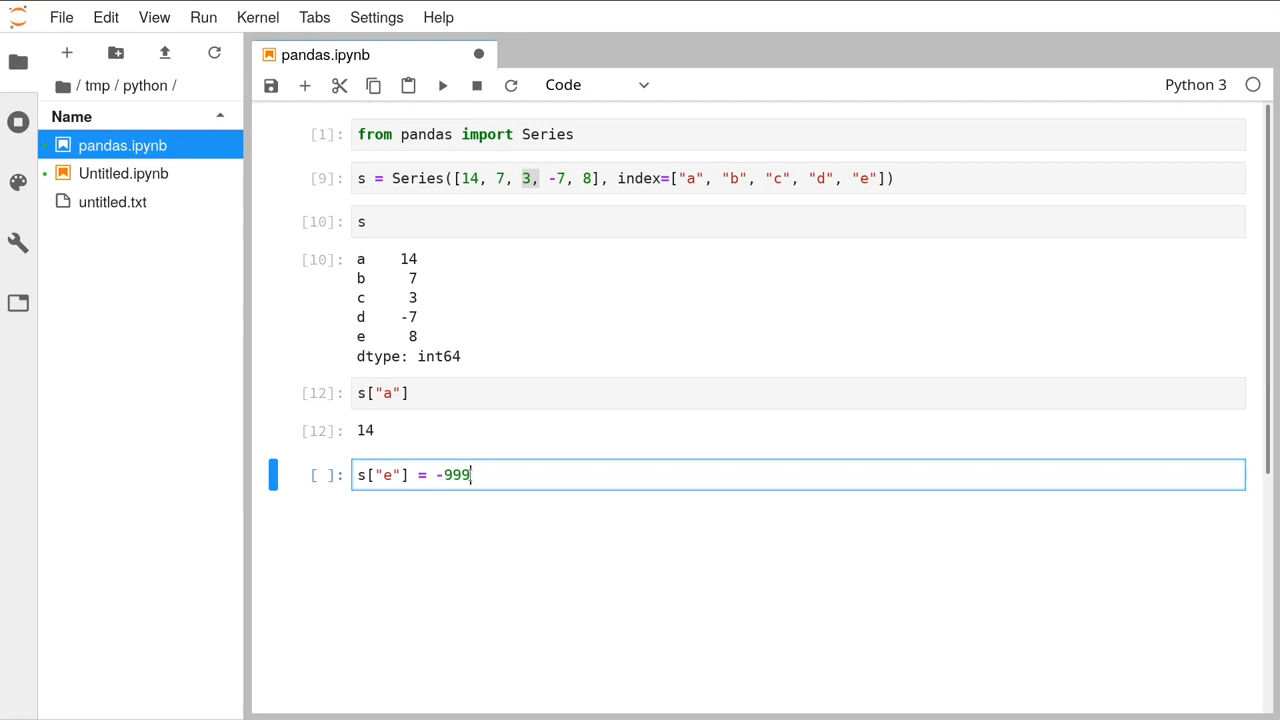 File Edit View Run Kernel Tabs Settings Help
/ tmp / python /
Name
pandas.ipynb
Untitled.ipynb
untitled.txt
pandas.ipynb
Code
Python 3
[1]: from pandas import Series
[9]: s = Series([14, 7, 3, -7, 8], index=["a", "b", "c", "d", "e"])
[10]: s
[10]: a 14
b 7
c 3
d -7
e 8
dtype: int64
[12]: s["a"]
[12]: 14
[ ]: s["e"] = -999